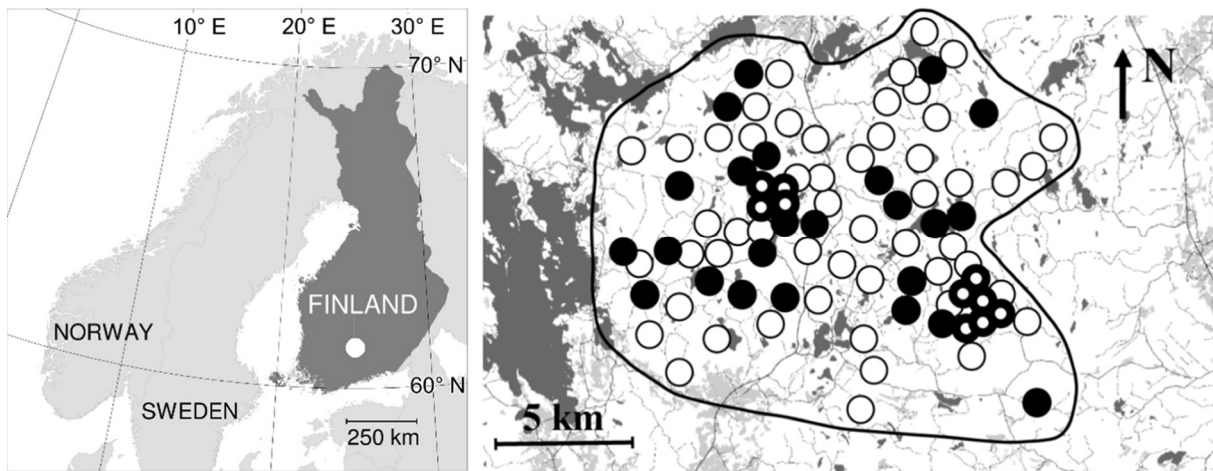 10° E
20° E
30° E
70° N
FINLAND
NORWAY
60° N
SWEDEN
250 km
N
5 km